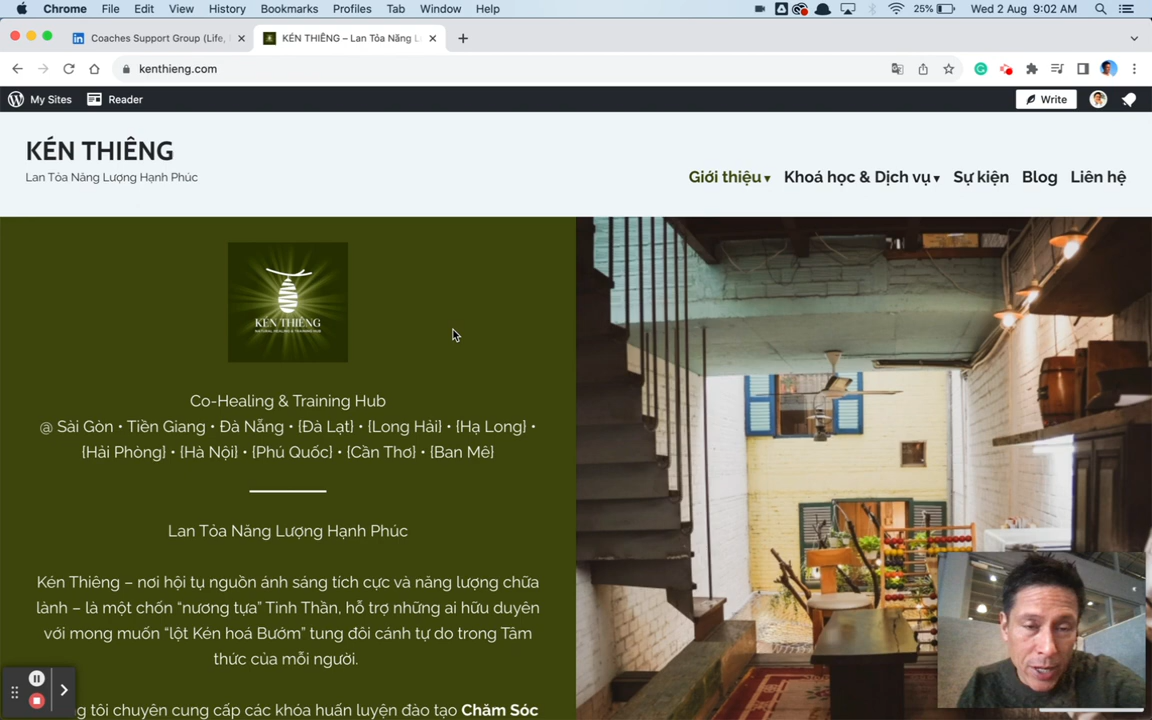 Chrome File Edit View History Bookmarks Profiles Tab Window Help 25% Wed 2 Aug 9:02 AM
Coaches Support Group (Life, KÉN THIÊNG – Lan Tỏa Năng L
kenthieng.com
My Sites Reader Write
KÉN THIÊNG
Lan Tỏa Năng Lượng Hạnh Phúc
Giới thiệu ▾ Khoá học & Dịch vụ ▾ Sự kiện Blog Liên hệ
KÉN THIÊNG
NATURAL HEALING & TRAINING HUB
Co-Healing & Training Hub
@ Sài Gòn • Tiền Giang • Đà Nẵng • {Đà Lạt} • {Long Hải} • {Hạ Long} •
{Hải Phòng} • {Hà Nội} • {Phú Quốc} • {Cần Thơ} • {Ban Mê}
Lan Tỏa Năng Lượng Hạnh Phúc
Kén Thiêng – nơi hội tụ nguồn ánh sáng tích cực và năng lượng chữa
lành – là một chốn “nương tựa” Tinh Thần, hỗ trợ những ai hữu duyên
với mong muốn “lột Kén hoá Bướm” tung đôi cánh tự do trong Tâm
thức của mỗi người.
g tôi chuyên cung cấp các khóa huấn luyện đào tạo Chăm Sóc